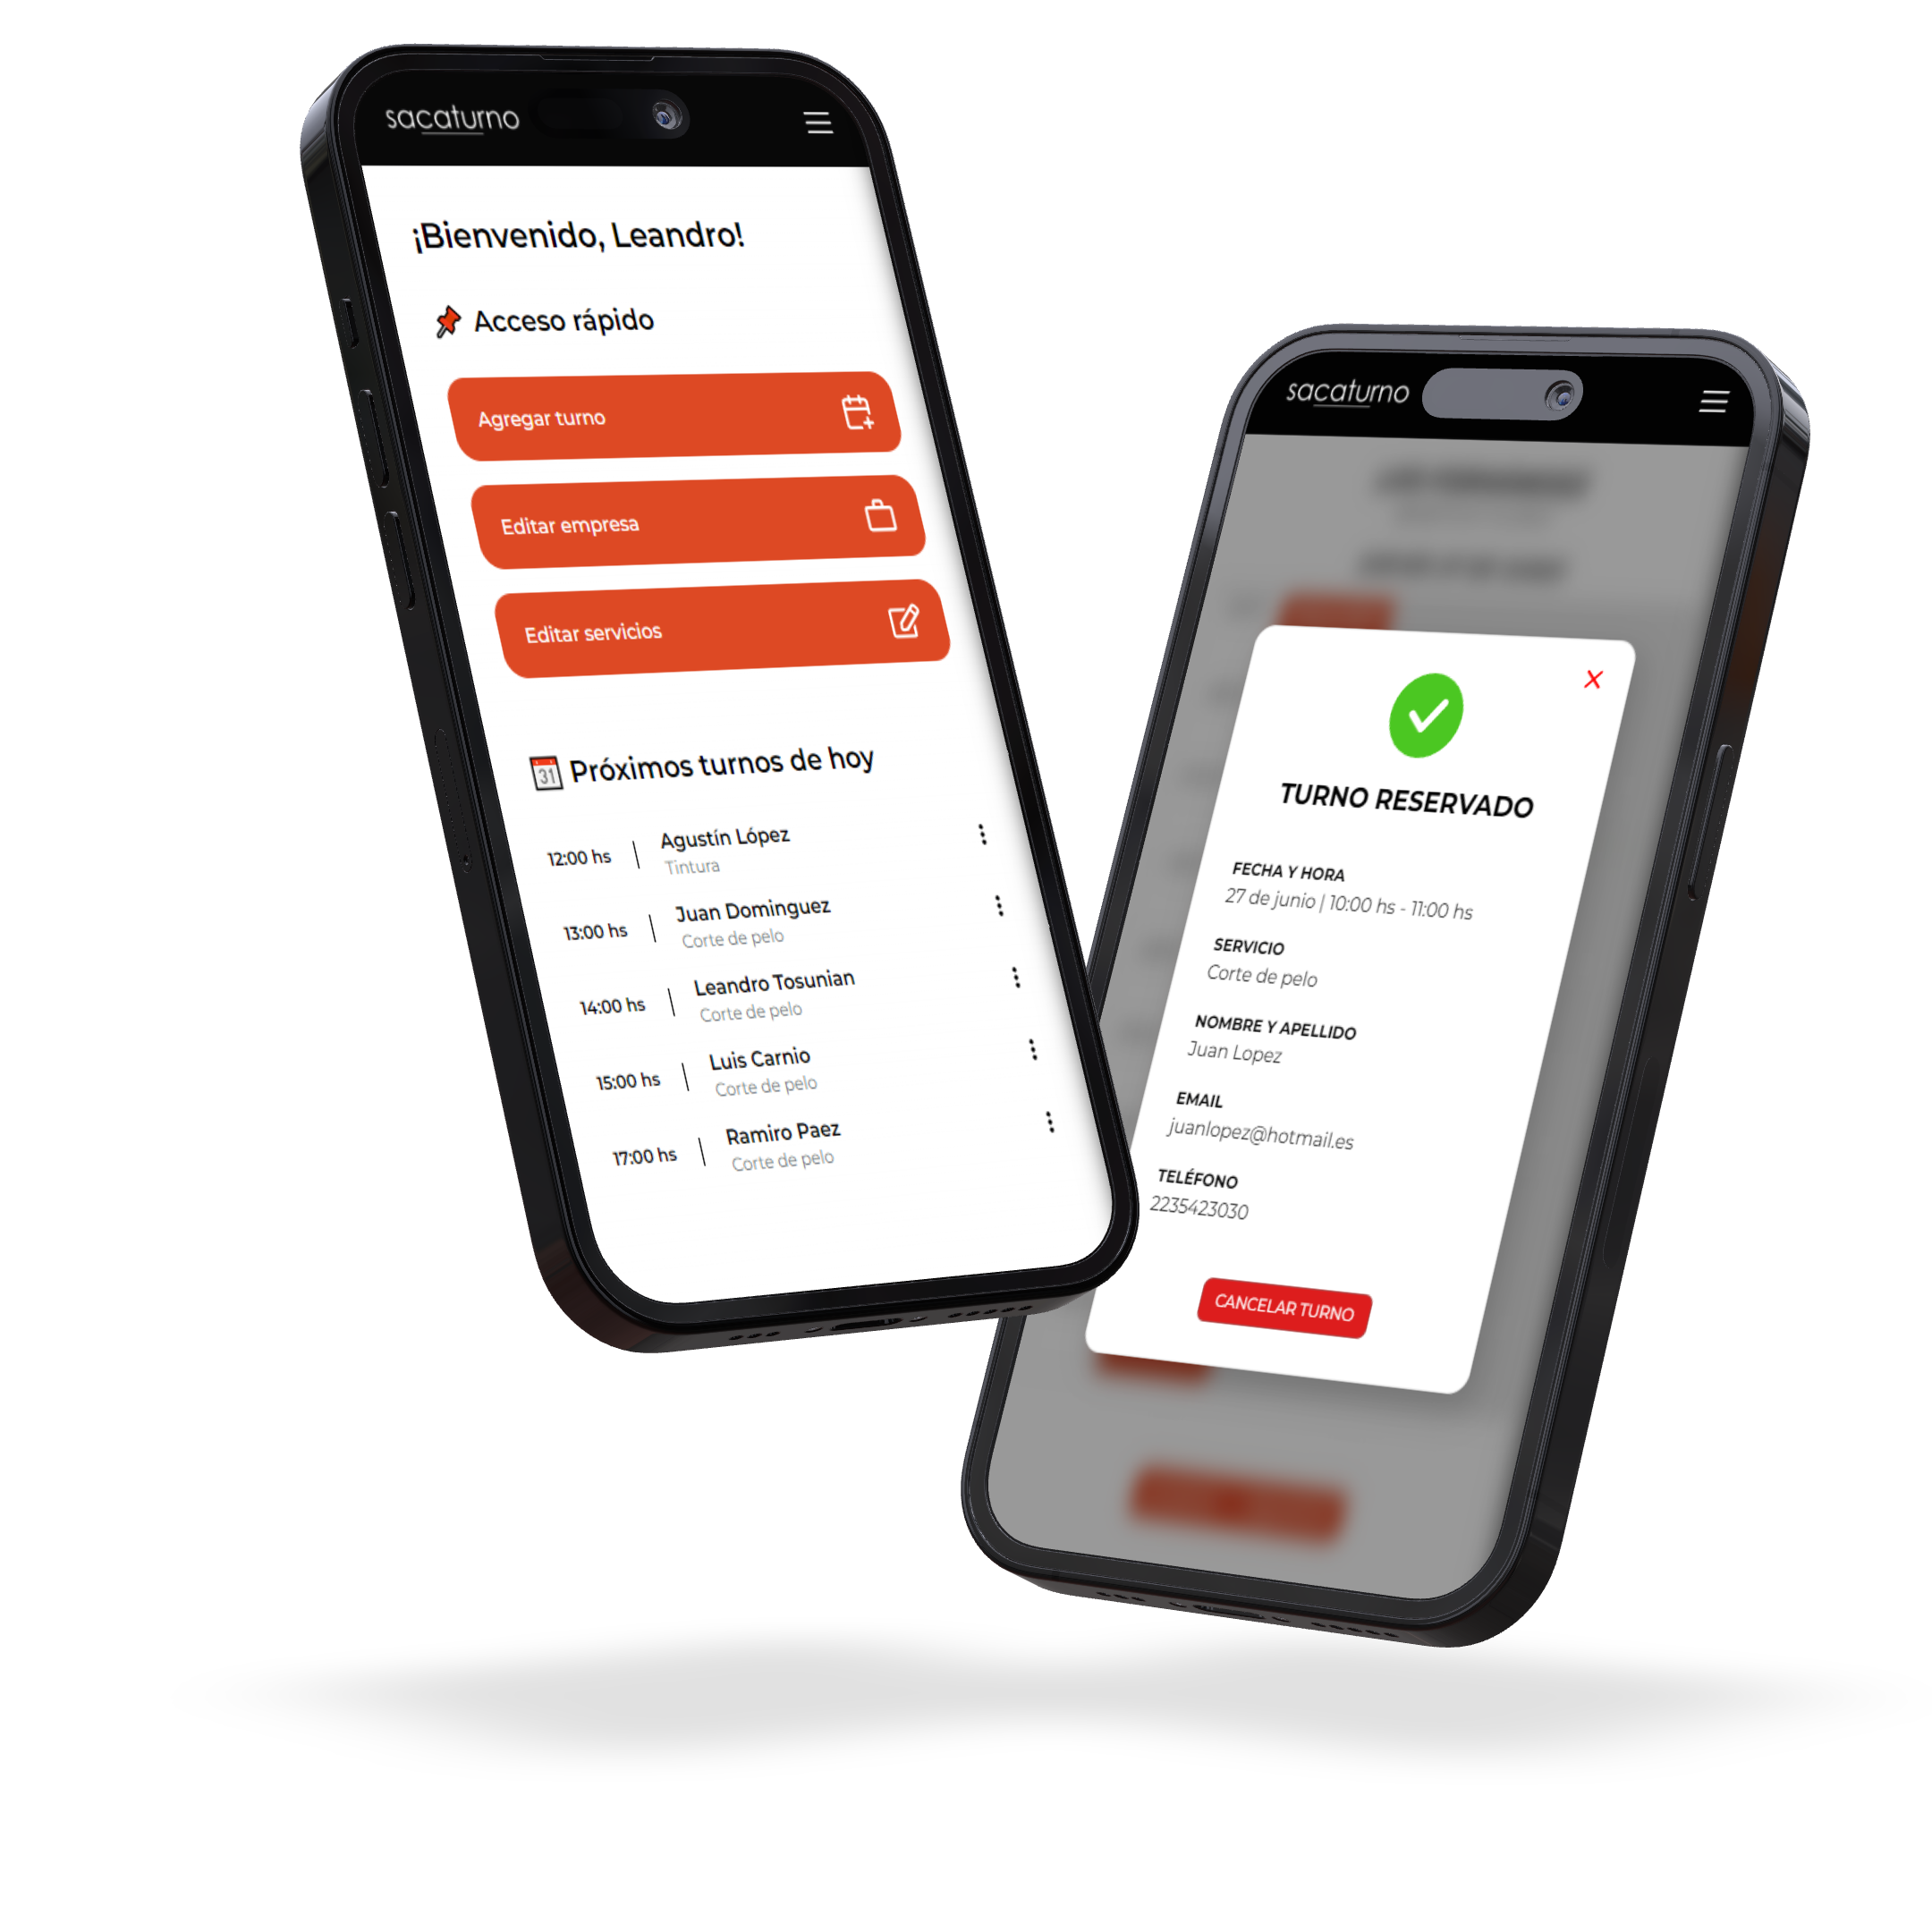 sacaturno
¡Bienvenido, Leandro!
Acceso rápido
Agregar turno
Editar empresa
Editar servicios
31 Próximos turnos de hoy
12:00 hs | Agustín López
Tintura
13:00 hs | Juan Dominguez
Corte de pelo
14:00 hs | Leandro Tosunian
Corte de pelo
15:00 hs | Luis Carnio
Corte de pelo
17:00 hs | Ramiro Paez
Corte de pelo
sacaturno
X
TURNO RESERVADO
FECHA Y HORA
27 de junio | 10:00 hs - 11:00 hs
SERVICIO
Corte de pelo
NOMBRE Y APELLIDO
Juan Lopez
EMAIL
juanlopez@hotmail.es
TELÉFONO
2235423030
CANCELAR TURNO